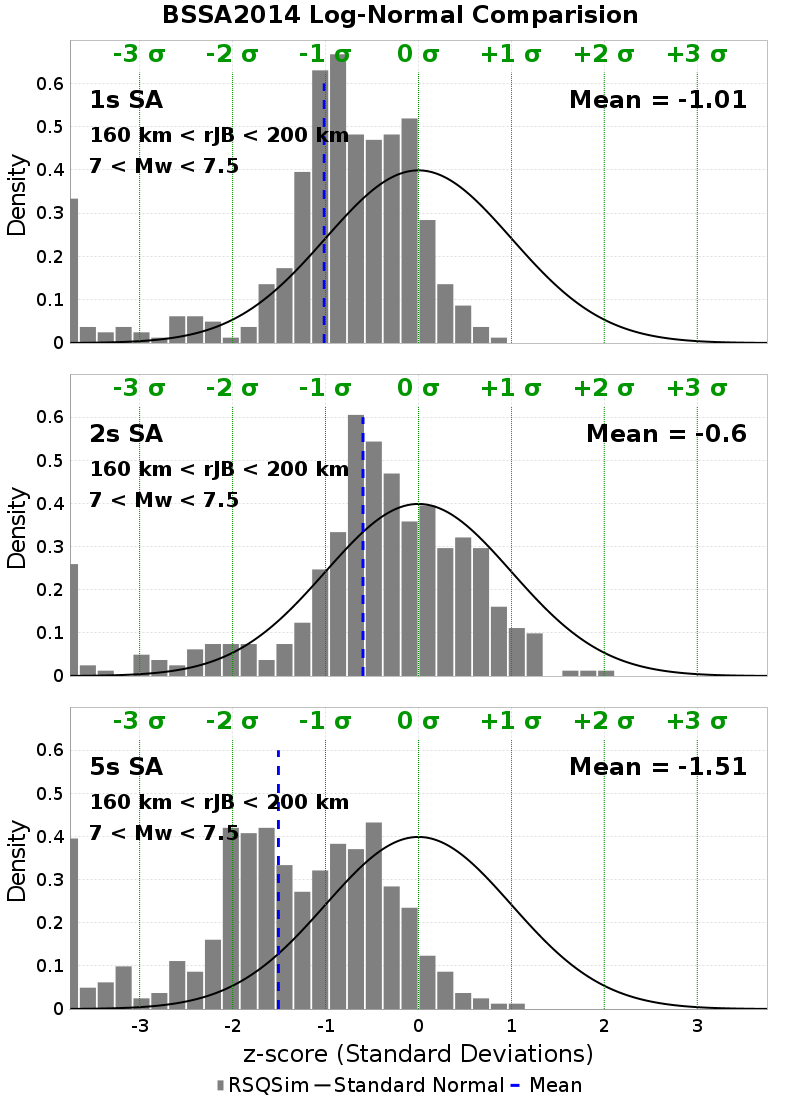 BSSA2014 Log-Normal Comparision
-3 σ -2 σ -1 σ 0 σ +1 σ +2 σ +3 σ
1s SA Mean = -1.01
160 km < rJB < 200 km
7 < Mw < 7.5
0.6
0.5
0.4
0.3
0.2
0.1
0
Density
-3 σ -2 σ -1 σ 0 σ +1 σ +2 σ +3 σ
2s SA Mean = -0.6
160 km < rJB < 200 km
7 < Mw < 7.5
0.6
0.5
0.4
0.3
0.2
0.1
0
Density
-3 σ -2 σ -1 σ 0 σ +1 σ +2 σ +3 σ
5s SA Mean = -1.51
160 km < rJB < 200 km
7 < Mw < 7.5
0.6
0.5
0.4
0.3
0.2
0.1
0
Density
-3 -2 -1 0 1 2 3
z-score (Standard Deviations)
RSQSim Standard Normal Mean